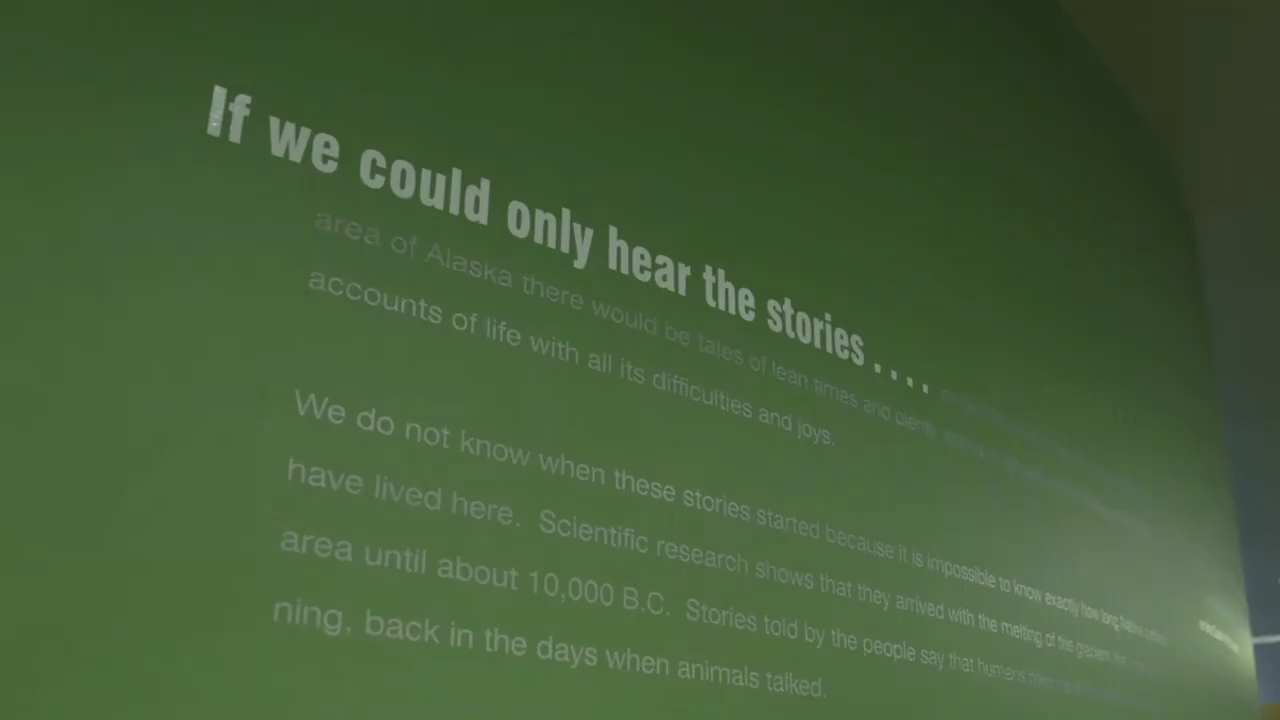 If we could only hear the stories . . . .
area of Alaska there would be tales of lean times and plenty
accounts of life with all its difficulties and joys.
We do not know when these stories started because it is impossible to know exactly how long Native
have lived here. Scientific research shows that they arrived with the melting of the
area until about 10,000 B.C. Stories told by the people say that humans
ning, back in the days when animals talked.